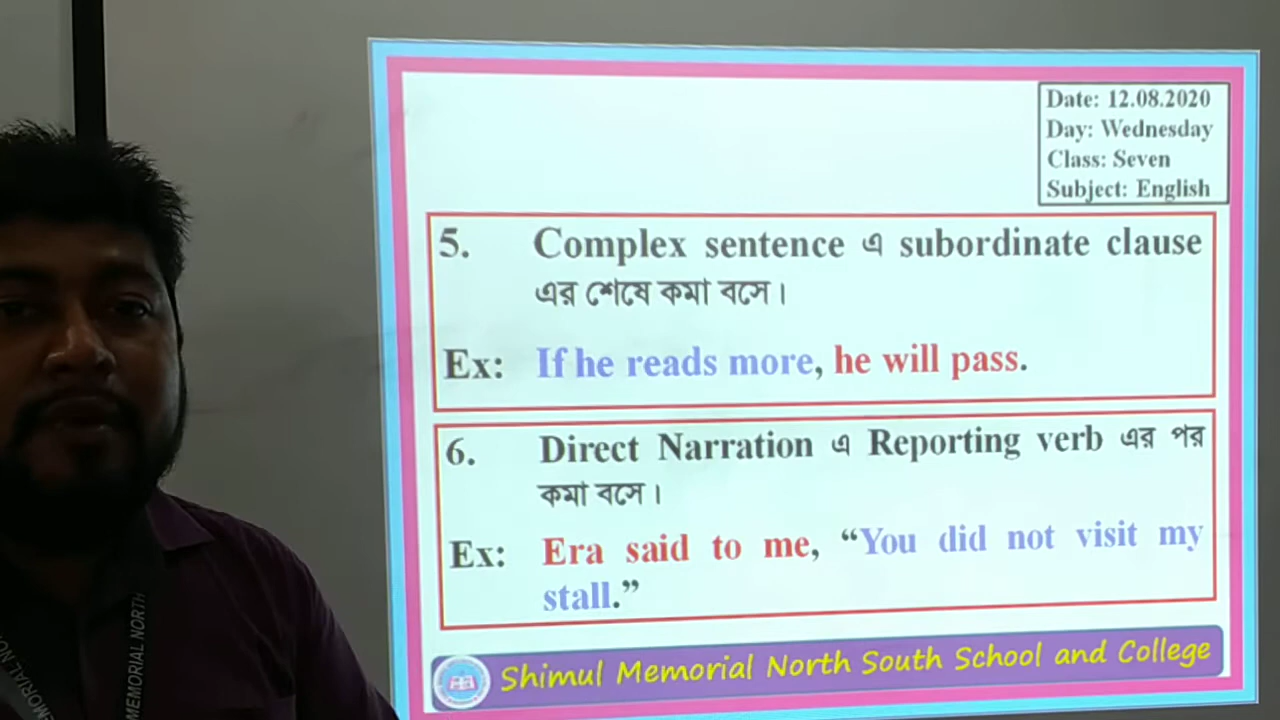 Date: 12.08.2020
Day: Wednesday
Class: Seven
Subject: English
5. Complex sentence এ subordinate clause
এর শেষে কমা বসে।
Ex: If he reads more, he will pass.
6. Direct Narration এ Reporting verb এর পর
কমা বসে।
Ex: Era said to me, “You did not visit my
stall.”
Shimul Memorial North South School and College
MEMORIAL NORTH